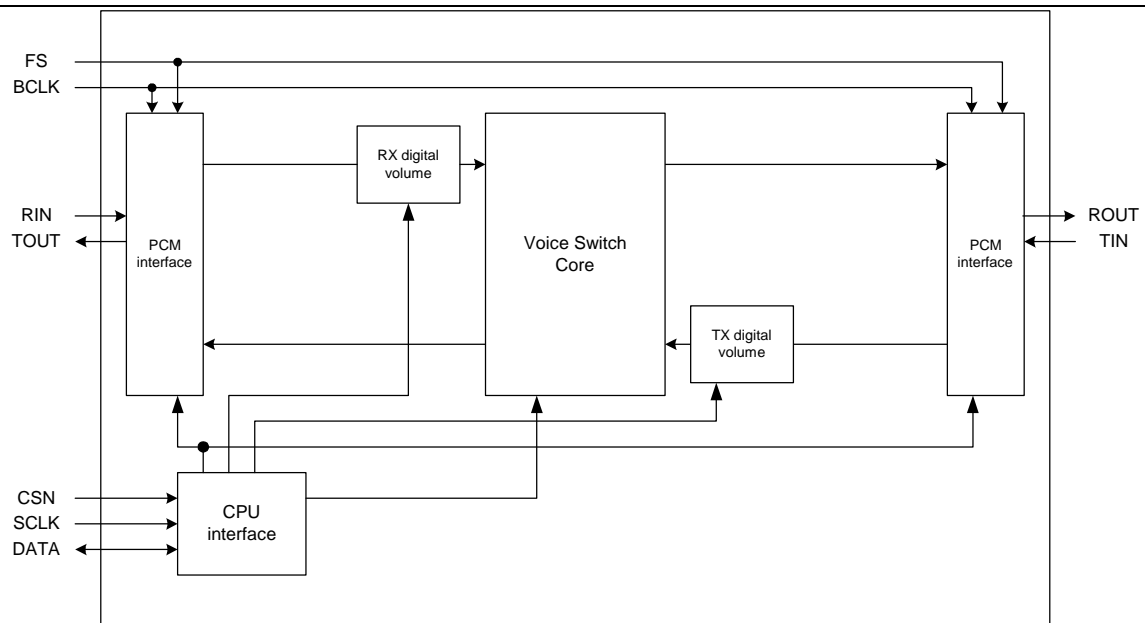 FS
BCLK
RX digital
volume
RIN
TOUT
PCM
interface
Voice Switch
Core
PCM
interface
ROUT
TIN
TX digital
volume
CSN
SCLK
DATA
CPU
interface